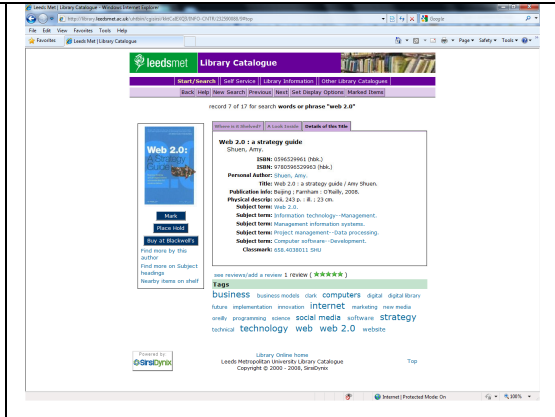 Leeds Met | Library Catalogue - Windows Internet Explorer
Google
File Edit View Favorites Tools Help
Favorites Leeds Met | Library Catalogue
Page Safety Tools
leedsmet Library Catalogue
Start/Search Self Service Library Information Other Library Catalogues
Back Help New Search Previous Next Set Display Options Marked Items
record 7 of 17 for search words or phrase "web 2.0"
Where is it Shelved? A Look Inside Details of this Title
Web 2.0 : a strategy guide
Shuen, Amy.
ISBN: 0596529961 (hbk.)
ISBN: 9780596529963 (hbk.)
Personal Author: Shuen, Amy.
Title: Web 2.0 : a strategy guide / Amy Shuen.
Publication info: Beijing ; Farnham : O'Reilly, 2008.
Physical descrip: xxii, 243 p. : ill. ; 23 cm.
Subject term: Web 2.0.
Subject term: Information technology--Management.
Subject term: Management information systems.
Subject term: Project management--Data processing.
Subject term: Computer software--Development.
Classmark: 658.4038011 SHU
Web 2.0:
A Strategy
Guide
Mark
Place Hold
Buy at Blackwell's
Find more by this
author
Find more on Subject
headings
Nearby items on shelf
see reviews/add a review 1 review ( ★★★★★ )
Tags
business business models clark computers digital digital library
future implementation innovation internet marketing new media
oreilly programming science social media software strategy
technical technology web web 2.0 website
Powered by:
SirsiDynix
Library Online home
Leeds Metropolitan University Library Catalogue
Copyright © 2000 - 2008, SirsiDynix
Top
Internet | Protected Mode: On
100%